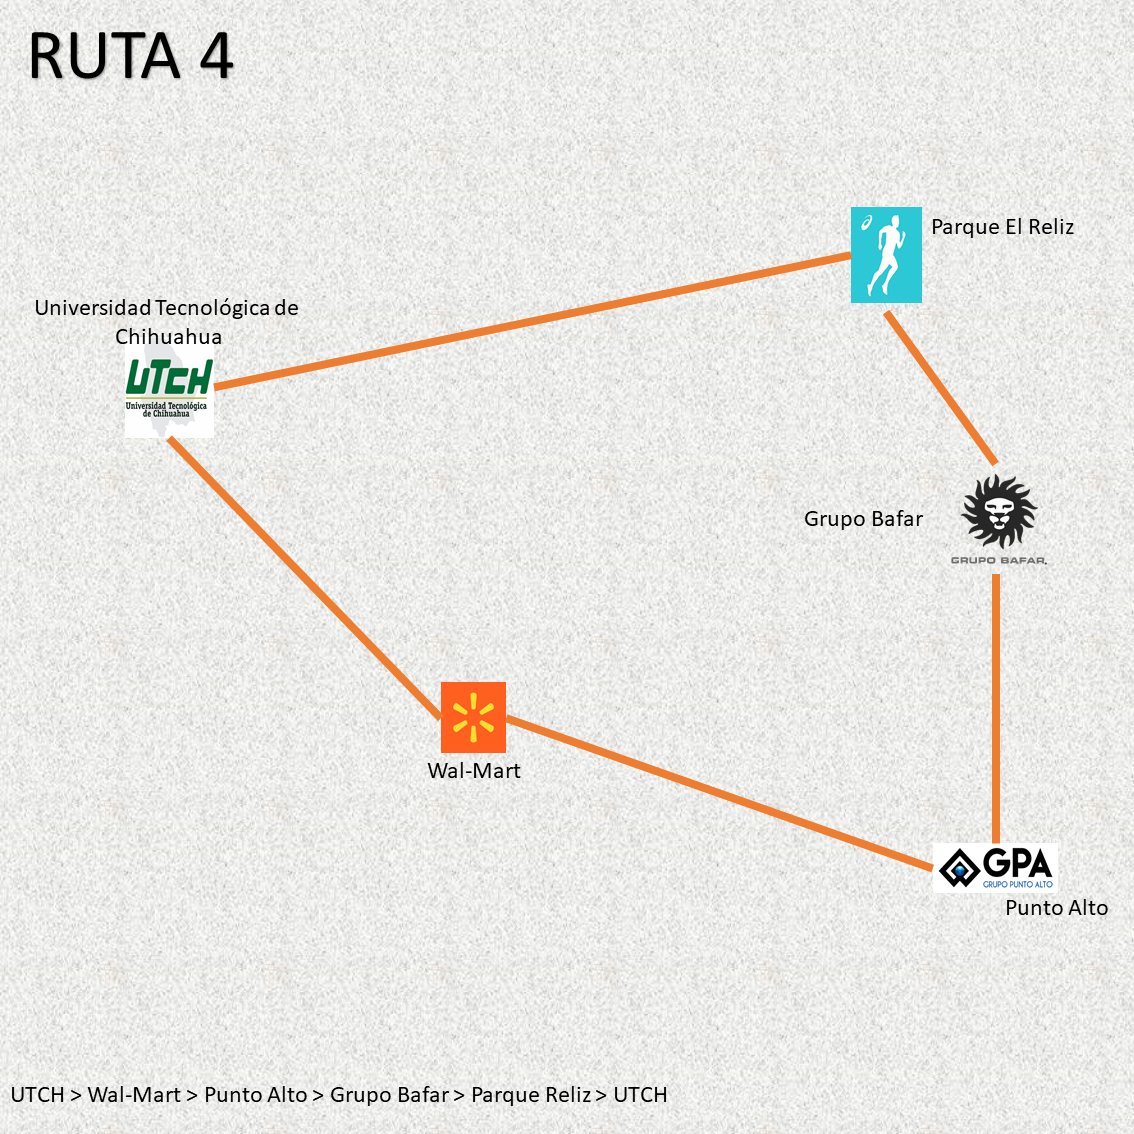 RUTA 4
Parque El Reliz
Universidad Tecnológica de
Chihuahua
UTCH
Universidad Tecnológica
de Chihuahua
Grupo Bafar
GRUPO BAFAR.
Wal-Mart
GPA
GRUPO PUNTO ALTO
Punto Alto
UTCH > Wal-Mart > Punto Alto > Grupo Bafar > Parque Reliz > UTCH